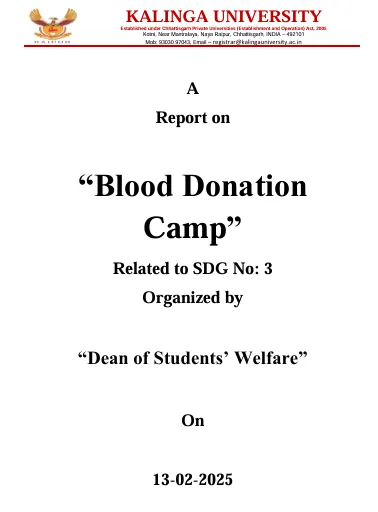 KALINGA UNIVERSITY
Established under Chhattisgarh Private Universities (Establishment and Operation) Act, 2005
Kotni, Near Mantralaya, Naya Raipur, Chhattisgarh, INDIA – 492101
Mob: 93030 97043, Email – registrar@kalingauniversity.ac.in
A
Report on
“Blood Donation
Camp”
Related to SDG No: 3
Organized by
“Dean of Students’ Welfare”
On
13-02-2025